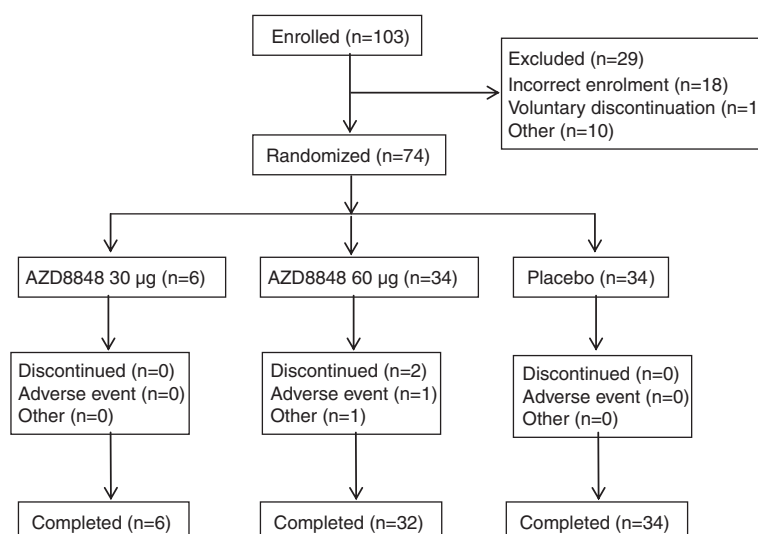 Enrolled (n=103)
Excluded (n=29)
Incorrect enrolment (n=18)
Voluntary discontinuation (n=1
Other (n=10)
Randomized (n=74)
AZD8848 30 µg (n=6)
AZD8848 60 µg (n=34)
Placebo (n=34)
Discontinued (n=0)
Adverse event (n=0)
Other (n=0)
Discontinued (n=2)
Adverse event (n=1)
Other (n=1)
Discontinued (n=0)
Adverse event (n=0)
Other (n=0)
Completed (n=6)
Completed (n=32)
Completed (n=34)